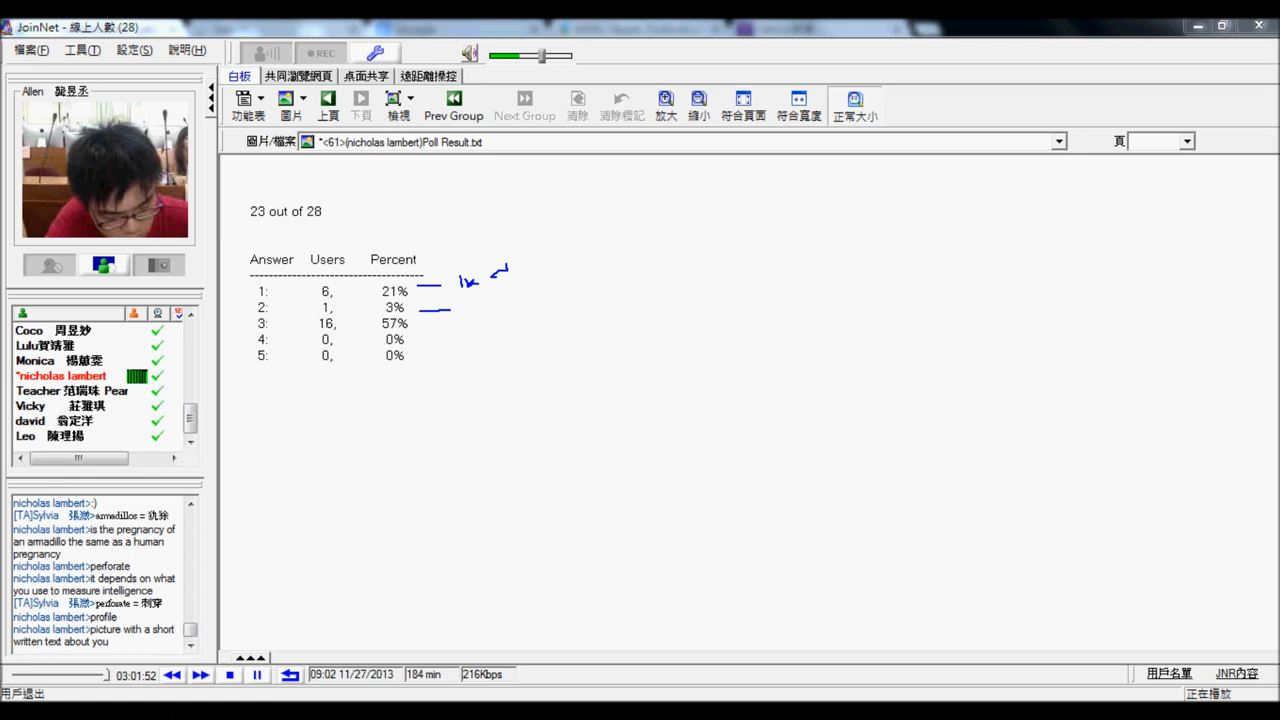 JoinNet - 線上人數 (28)
檔案(F) 工具(T) 設定(S) 說明(H)
REC
Allen 龔昱丞
白板 共同瀏覽網頁 桌面共享 遠距離操控
功能表 圖片 上頁 下頁 檢視 Prev Group Next Group 清除 清除標記 放大 縮小 符合頁面 符合寬度 正常大小
圖片/檔案 *<61>(nicholas lambert)Poll Result.txt 頁
23 out of 28
Answer Users Percent
------------------------------------
1: 6, 21%
2: 1, 3%
3: 16, 57%
4: 0, 0%
5: 0, 0%
Coco 周昱妙
Lulu賀婧雅
Monica 楊蕙雯
*nicholas lambert
Teacher 范瑞珠 Pear
Vicky 莊雅琪
david 翁定洋
Leo 陳理揚
nicholas lambert>:)
[TA]Sylvia 張澂>armadillos = 犰狳
nicholas lambert>is the pregnancy of
an armadillo the same as a human
pregnancy
nicholas lambert>perforate
nicholas lambert>it depends on what
you use to measure intelligence
[TA]Sylvia 張澂>perforate = 刺穿
nicholas lambert>profile
nicholas lambert>picture with a short
written text about you
03:01:52 09:02 11/27/2013 184 min 216Kbps 用戶名單 JNR內容
用戶退出 正在播放